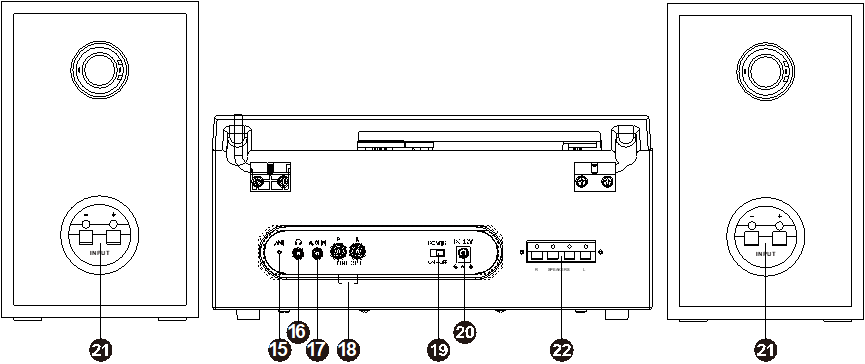 - +
INPUT
- +
INPUT
ANT
AUX IN
R L
LINE OUT
POWER
ON OFF
DC 12V
R SPEAKERS L
21
15
16
17
18
19
20
22
21